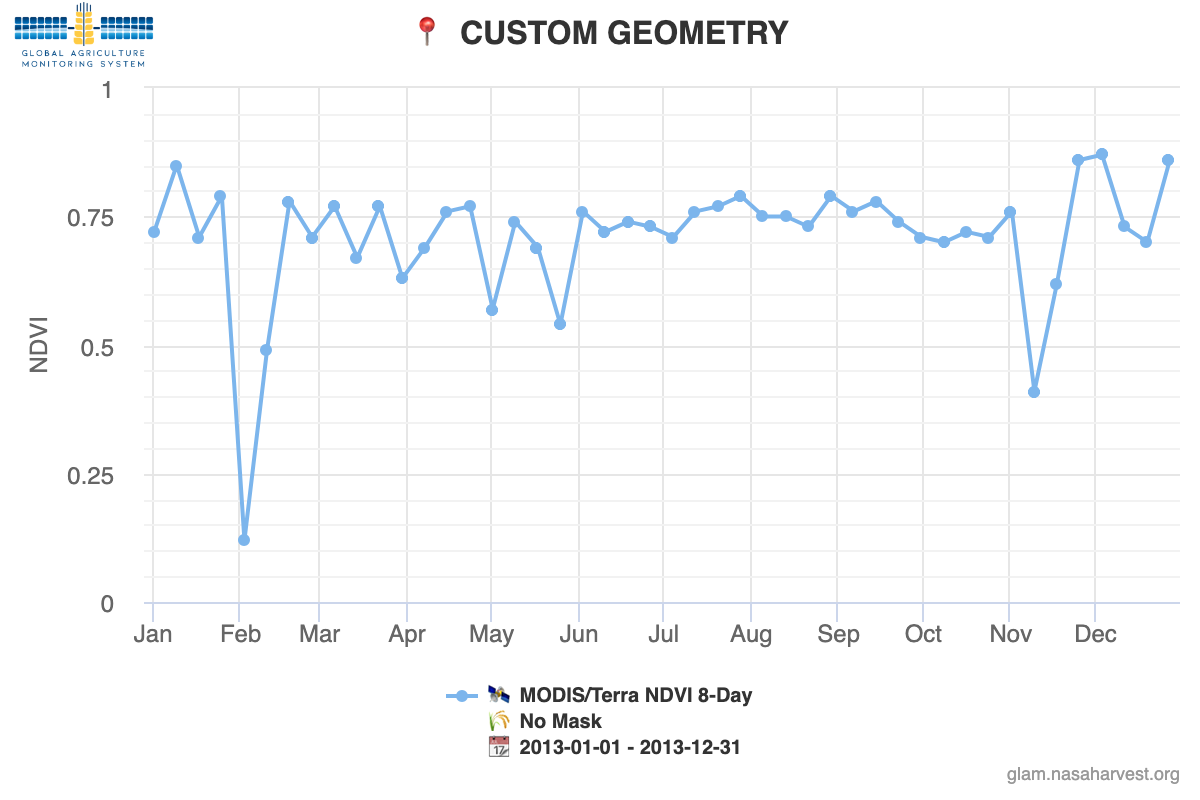 GLOBAL AGRICULTURE
MONITORING SYSTEM
CUSTOM GEOMETRY
1
0.75
0.5
0.25
0
NDVI
Jan Feb Mar Apr May Jun Jul Aug Sep Oct Nov Dec
MODIS/Terra NDVI 8-Day
No Mask
17
2013-01-01 - 2013-12-31
glam.nasaharvest.org